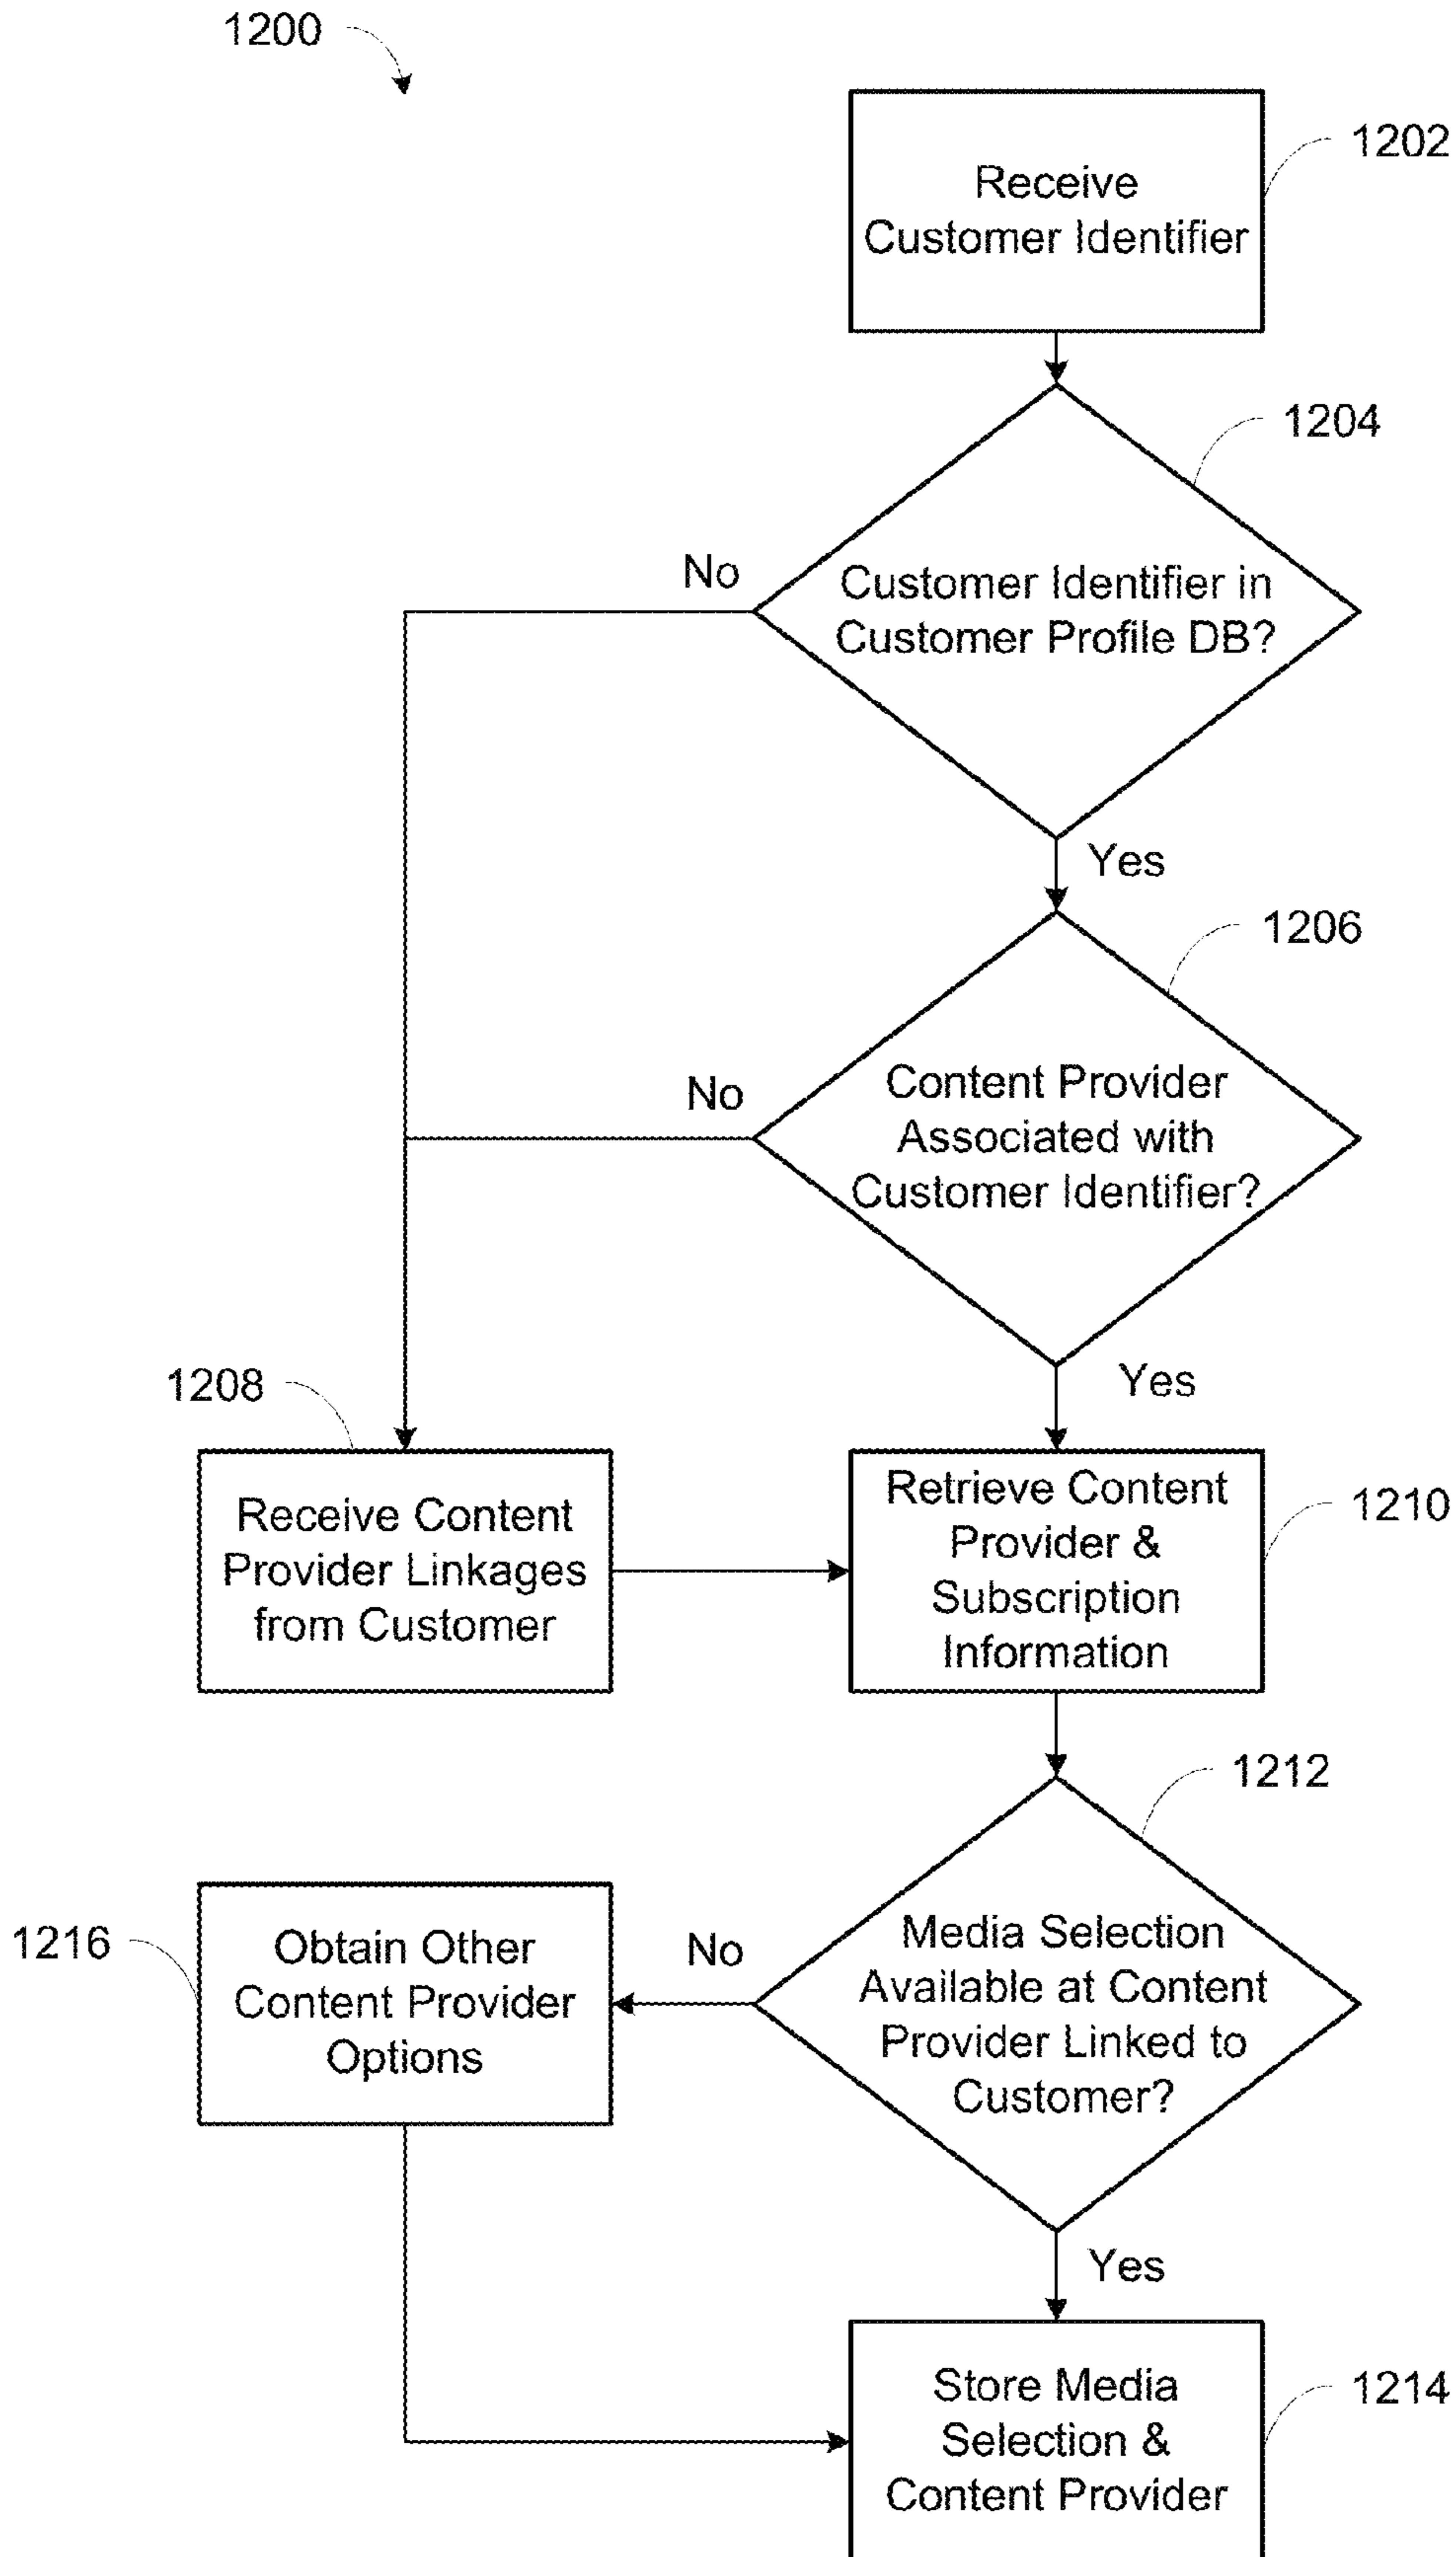 1200
Receive
Customer Identifier
1202
1204
Customer Identifier in
Customer Profile DB?
No
Yes
1206
Content Provider
Associated with
Customer Identifier?
No
Yes
1208
Receive Content
Provider Linkages
from Customer
Retrieve Content
Provider &
Subscription
Information
1210
1212
Media Selection
Available at Content
Provider Linked to
Customer?
No
1216
Obtain Other
Content Provider
Options
Yes
Store Media
Selection &
Content Provider
1214